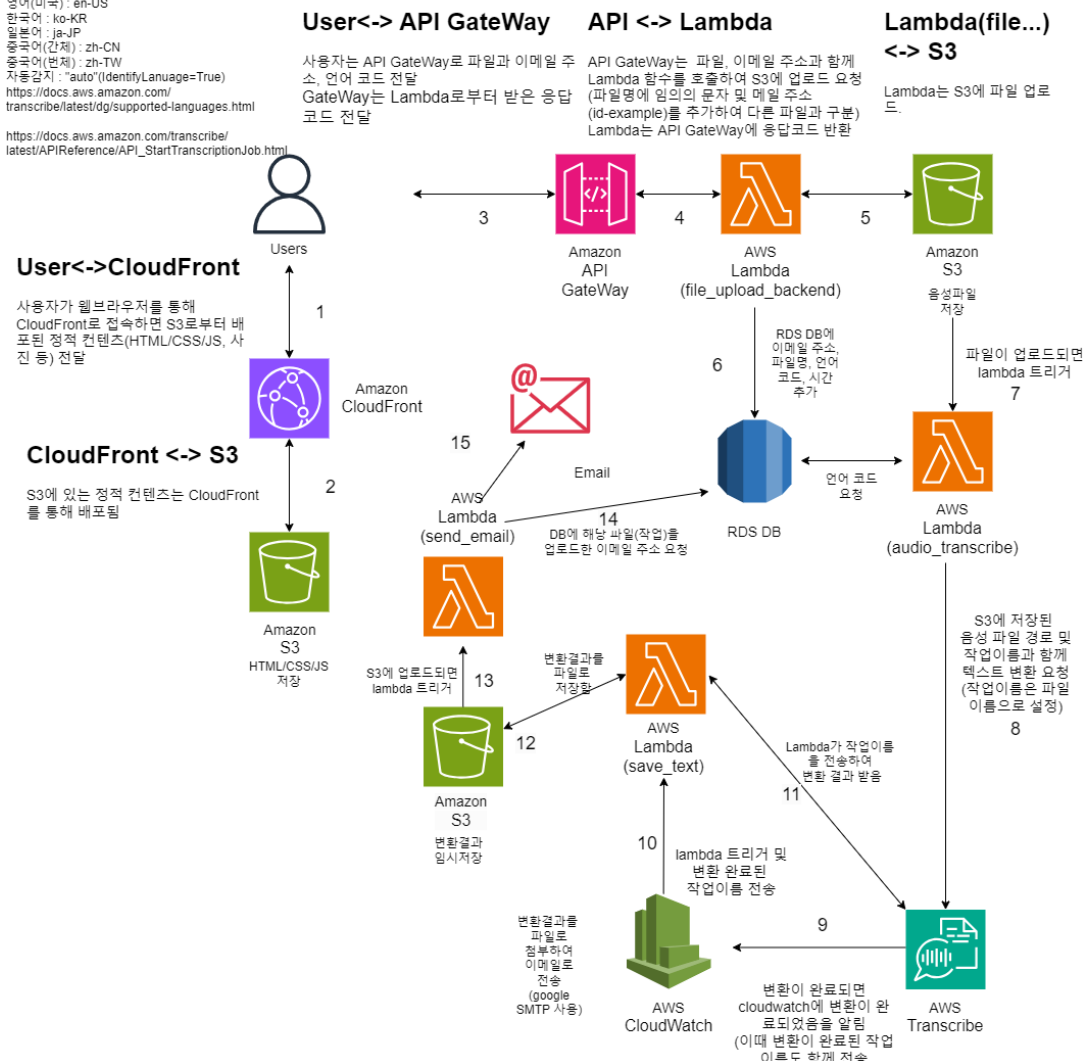 영어(미국) : en-US
한국어 : ko-KR
일본어 : ja-JP
중국어(간체) : zh-CN
중국어(번체) : zh-TW
자동감지 : "auto"(IdentifyLanuage=True)
https://docs.aws.amazon.com/
transcribe/latest/dg/supported-languages.html
https://docs.aws.amazon.com/transcribe/
latest/APIReference/API_StartTranscriptionJob.html
User<-> API GateWay
사용자는 API GateWay로 파일과 이메일 주
소, 언어 코드 전달
GateWay는 Lambda로부터 받은 응답
코드 전달
API <-> Lambda
API GateWay는  파일, 이메일 주소와 함께
Lambda 함수를 호출하여 S3에 업로드 요청
(파일명에 임의의 문자 및 메일 주소
(id-example)를 추가하여 다른 파일과 구분)
Lambda는 API GateWay에 응답코드 반환
Lambda(file...)
<-> S3
Lambda는 S3에 파일 업로
드.
Users
3
Amazon
API
GateWay
4
AWS
Lambda
(file_upload_backend)
5
Amazon
S3
음성파일
저장
User<->CloudFront
사용자가 웹브라우저를 통해
CloudFront로 접속하면 S3로부터 배
포된 정적 컨텐츠(HTML/CSS/JS, 사
진 등) 전달
1
Amazon
CloudFront
CloudFront <-> S3
S3에 있는 정적 컨텐츠는 CloudFront
를 통해 배포됨
2
Amazon
S3
HTML/CSS/JS
저장
6
RDS DB에
이메일 주소,
파일명, 언어
코드, 시간
추가
파일이 업로드되면
lambda 트리거
7
@
15
Email
AWS
Lambda
(send_email)
14
DB에 해당 파일(작업)을
업로드한 이메일 주소 요청
RDS DB
언어 코드
요청
AWS
Lambda
(audio_transcribe)
S3에 저장된
음성 파일 경로 및
작업이름과 함께
텍스트 변환 요청
(작업이름은 파일
이름으로 설정)
8
S3에 업로드되면
lambda 트리거
13
변환결과를
파일로
저장함
12
Amazon
S3
변환결과
임시저장
AWS
Lambda
(save_text)
Lambda가 작업이름
을 전송하여
변환 결과 받음
11
10
lambda 트리거 및
변환 완료된
작업이름 전송
변환결과를
파일로
첨부하여
이메일로
전송
(google
SMTP 사용)
AWS
CloudWatch
9
변환이 완료되면
cloudwatch에 변환이 완
료되었음을 알림
(이때 변환이 완료된 작업
이름도 함께 전송
AWS
Transcribe